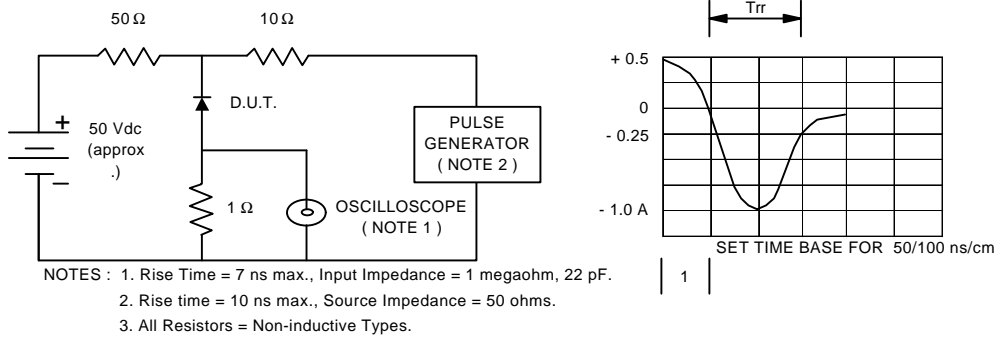 50 Ω
10 Ω
Trr
+
50 Vdc
(approx
.)
−
D.U.T.
1 Ω
OSCILLOSCOPE
( NOTE 1 )
PULSE
GENERATOR
( NOTE 2 )
+ 0.5
0
- 0.25
- 1.0 A
SET TIME BASE FOR 50/100 ns/cm
1
NOTES : 1. Rise Time = 7 ns max., Input Impedance = 1 megaohm, 22 pF.
2. Rise time = 10 ns max., Source Impedance = 50 ohms.
3. All Resistors = Non-inductive Types.